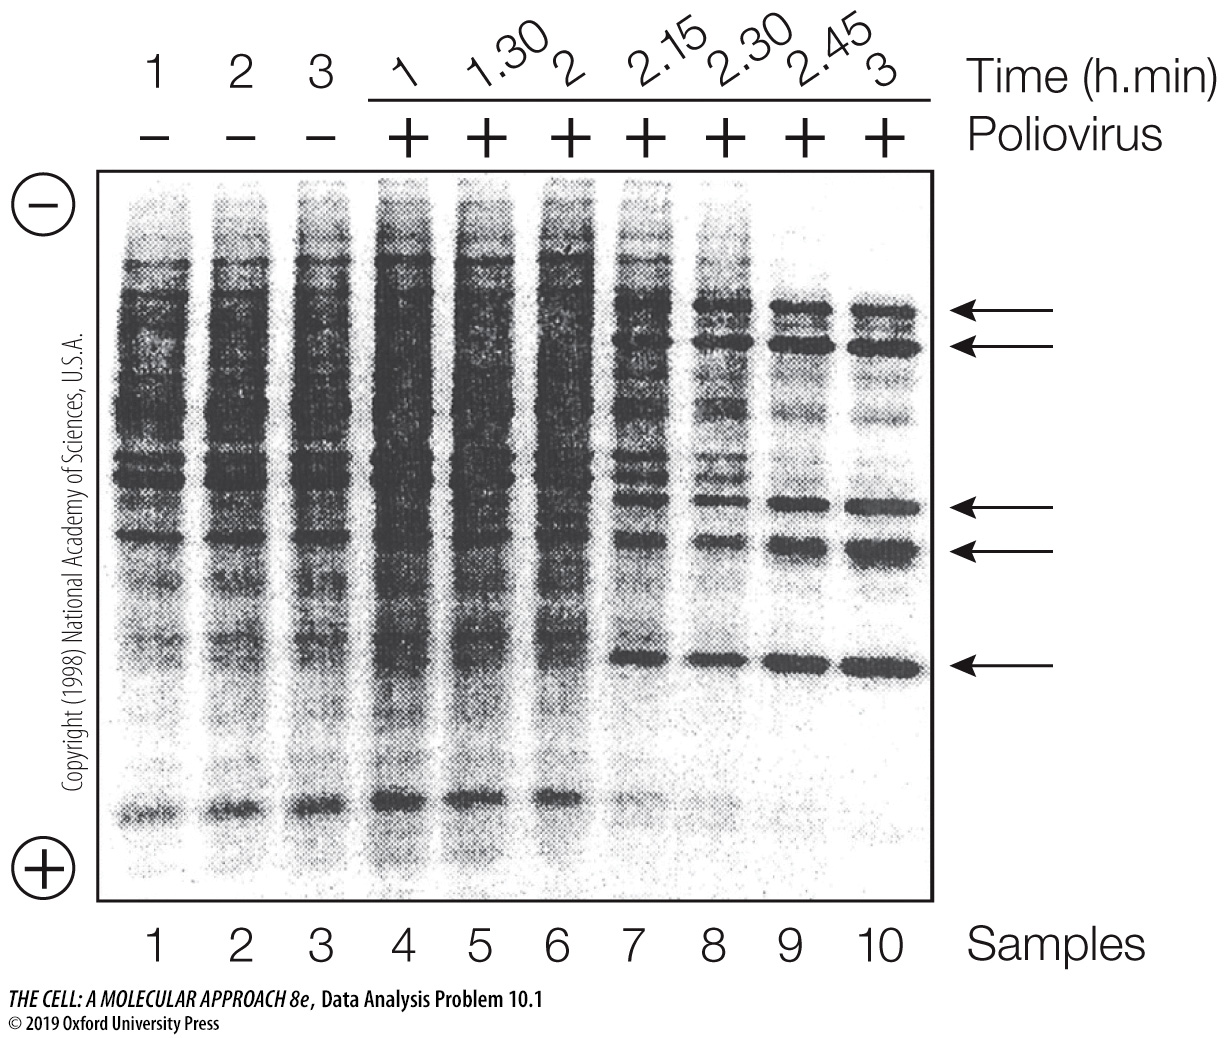 1 2 3 1 1.30 2 2.15 2.30 2.45 3 Time (h.min)
− − − + + + + + + + Poliovirus
−
Copyright (1998) National Academy of Sciences, U.S.A.
+
1 2 3 4 5 6 7 8 9 10 Samples
THE CELL: A MOLECULAR APPROACH 8e, Data Analysis Problem 10.1
© 2019 Oxford University Press